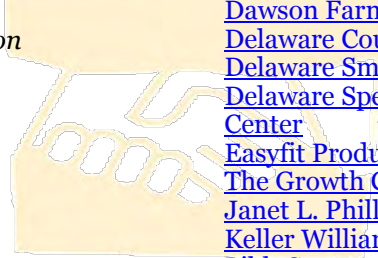 on
Dawson Farm
Delaware Cou
Delaware Sm
Delaware Spe
Center
Easyfit Produ
The Growth C
Janet L. Phill
Keller Willian